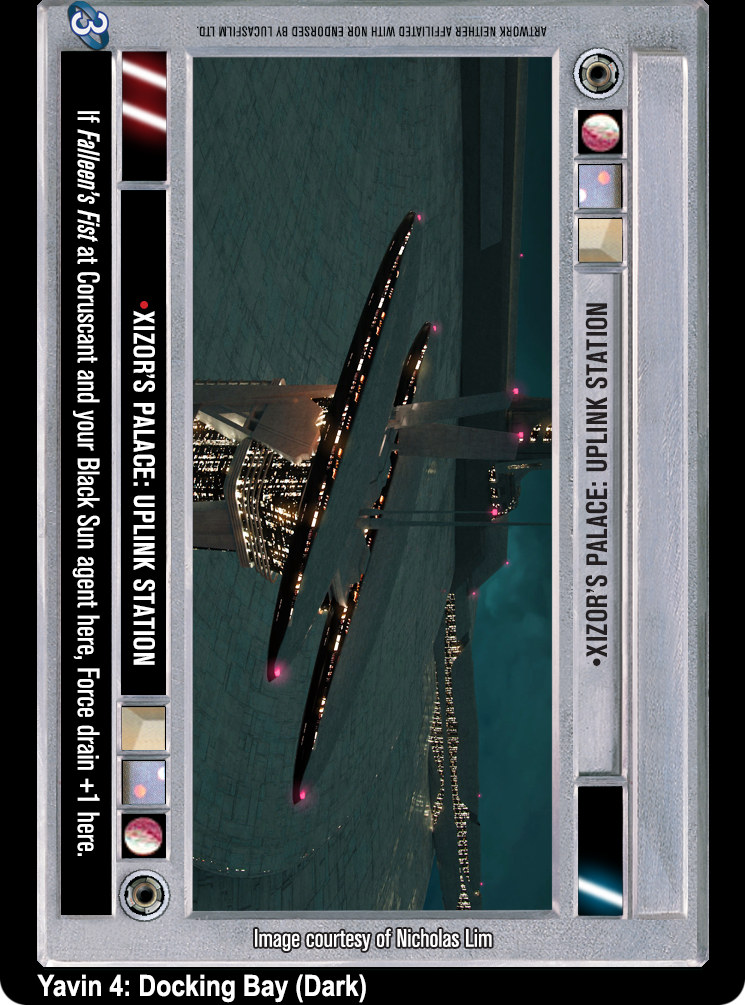 3
ARTWORK NEITHER AFFILIATED WITH NOR ENDORSED BY LUCASFILM LTD.
If Falleen's Fist at Coruscant and your Black Sun agent here, Force drain +1 here.
•XIZOR'S PALACE: UPLINK STATION
•XIZOR'S PALACE: UPLINK STATION
Image courtesy of Nicholas Lim
Yavin 4: Docking Bay (Dark)